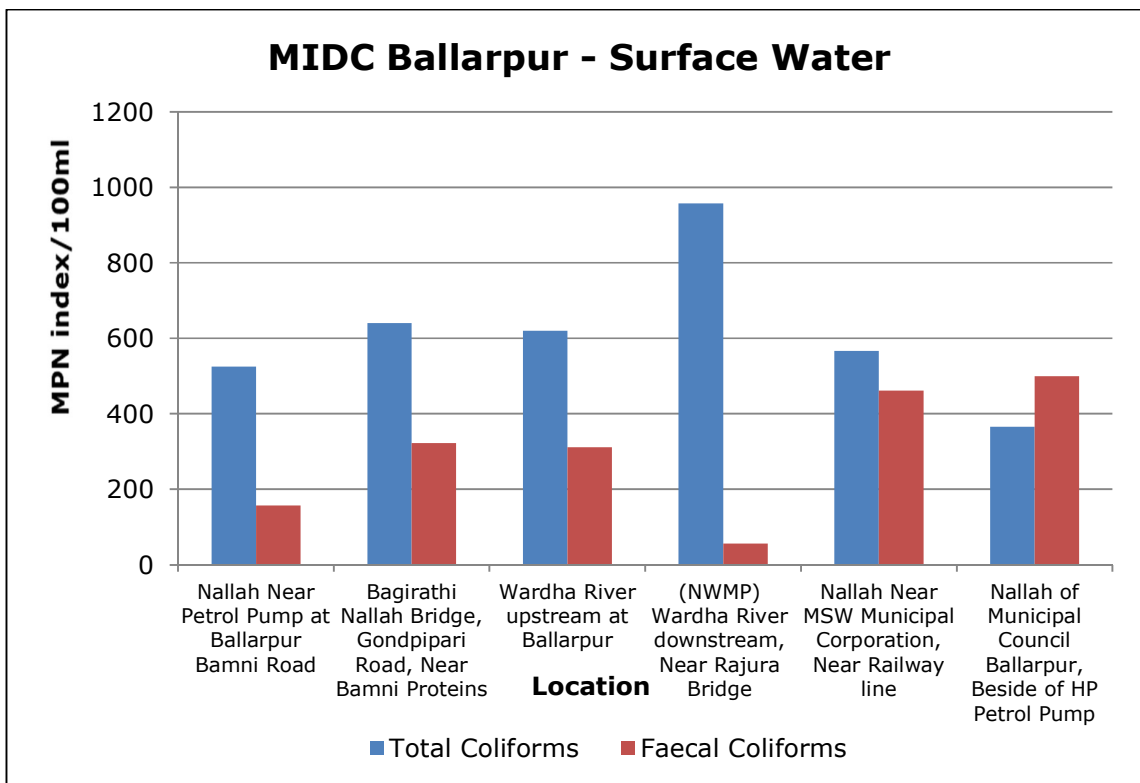 MIDC Ballarpur - Surface Water
MPN index/100ml
1200
1000
800
600
400
200
0
Nallah Near
Petrol Pump at
Ballarpur
Bamni Road
Bagirathi
Nallah Bridge,
Gondpipari
Road, Near
Bamni Proteins
Wardha River
upstream at
Ballarpur
(NWMP)
Wardha River
downstream,
Near Rajura
Bridge
Nallah Near
MSW Municipal
Corporation,
Near Railway
line
Nallah of
Municipal
Council
Ballarpur,
Beside of HP
Petrol Pump
Location
Total Coliforms
Faecal Coliforms